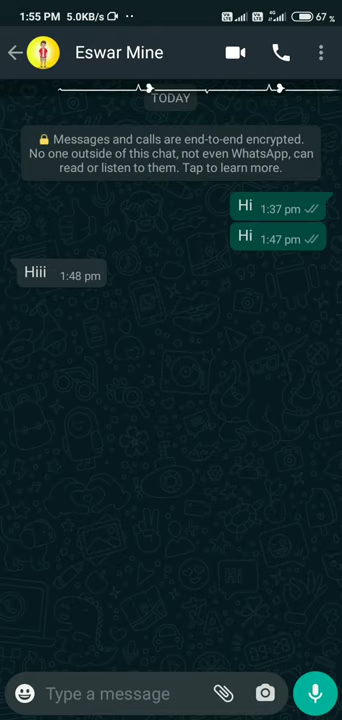 1:55 PM 5.0KB/s
67%
Eswar Mine
TODAY
Messages and calls are end-to-end encrypted.
No one outside of this chat, not even WhatsApp, can
read or listen to them. Tap to learn more.
Hi 1:37 pm
Hi 1:47 pm
Hiii 1:48 pm
Type a message